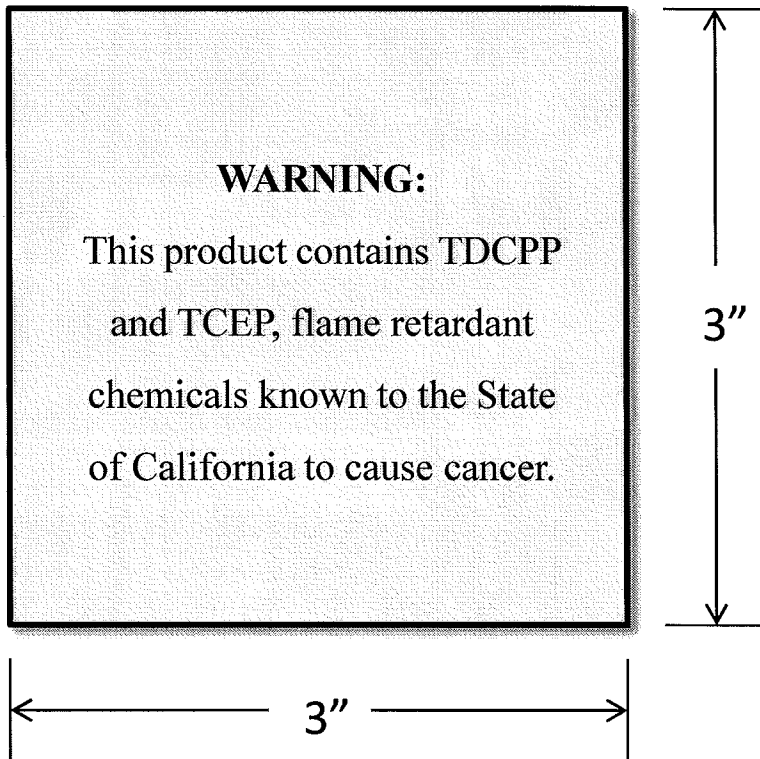 WARNING:
This product contains TDCPP
and TCEP, flame retardant
chemicals known to the State
of California to cause cancer.
3”
3”